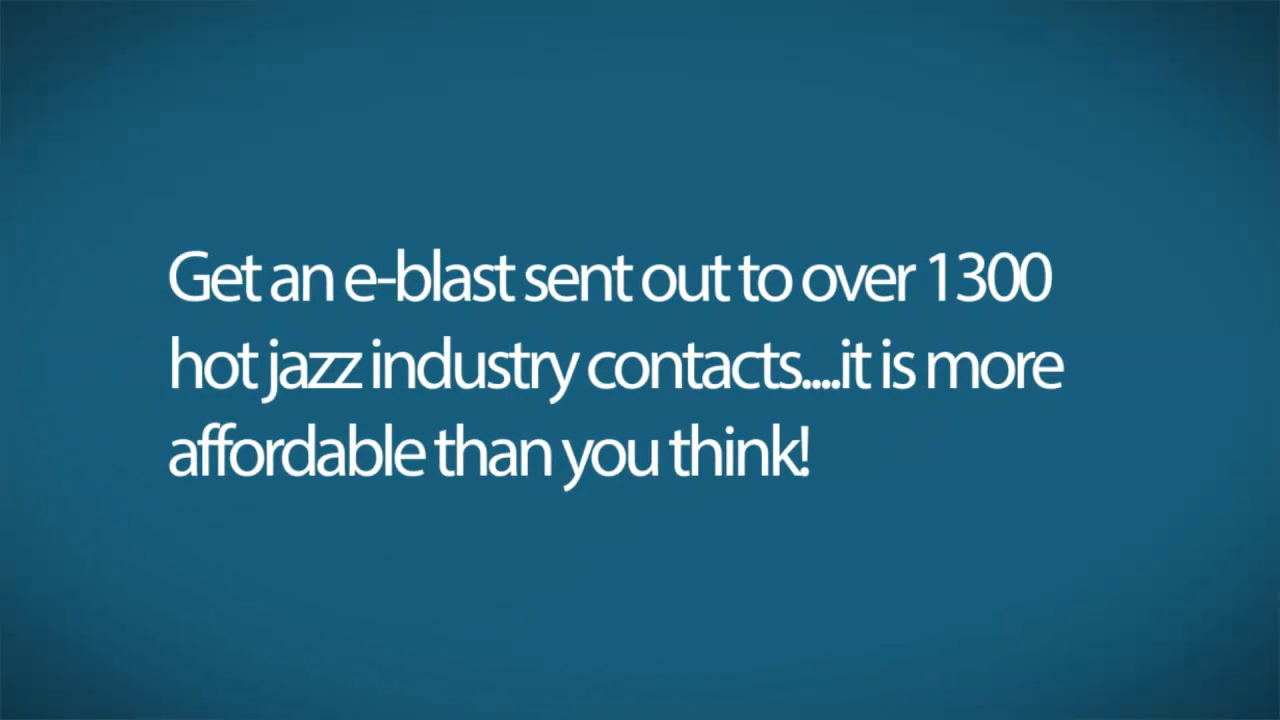 Get an e-blast sent out to over 1300
hot jazz industry contacts....it is more
affordable than you think!